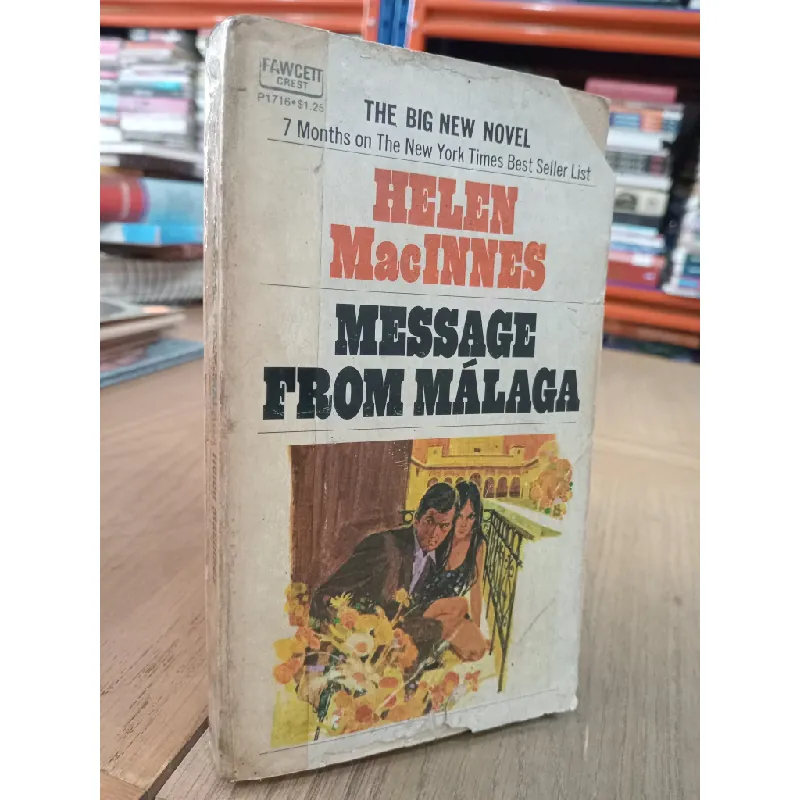 FAWCETT
CREST
P1716•$1.25
THE BIG NEW NOVEL
7 Months on The New York Times Best Seller List
HELEN
MacINNES
MESSAGE
FROM MÁLAGA